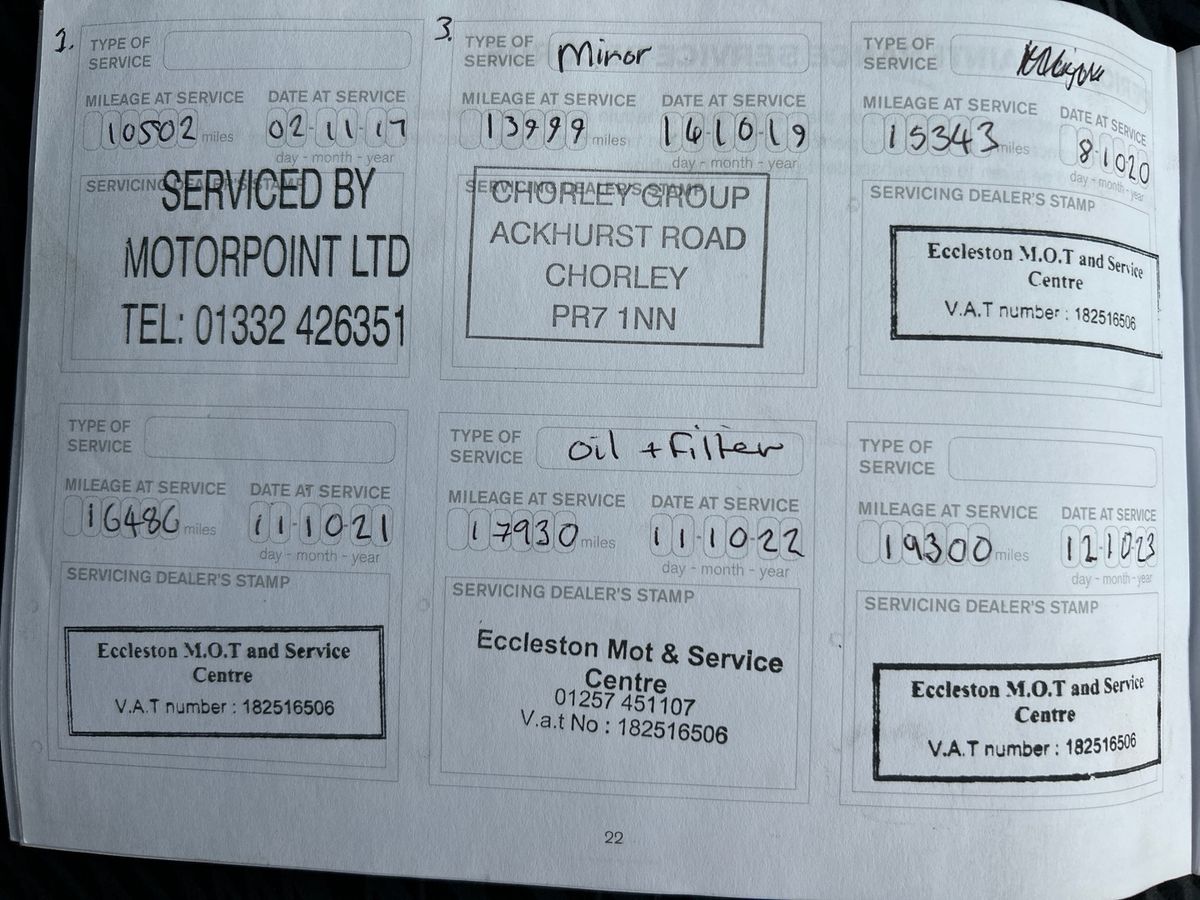 1.
TYPE OF
SERVICE
MILEAGE AT SERVICE DATE AT SERVICE
10502 miles 02-11-17
day - month - year
SERVICING DEALER'S STAMP
SERVICED BY
MOTORPOINT LTD
TEL: 01332 426351
3.
TYPE OF
SERVICE Minor
MILEAGE AT SERVICE DATE AT SERVICE
13999 miles 14-10-19
day - month - year
SERVICING DEALER'S STAMP
CHORLEY GROUP
ACKHURST ROAD
CHORLEY
PR7 1NN
TYPE OF
SERVICE
MILEAGE AT SERVICE DATE AT SERVICE
15343 miles 8-1020
day - month - year
SERVICING DEALER'S STAMP
Eccleston M.O.T and Service
Centre
V.A.T number : 182516506
TYPE OF
SERVICE
MILEAGE AT SERVICE DATE AT SERVICE
16486 miles 11-10-21
day - month - year
SERVICING DEALER'S STAMP
Eccleston M.O.T and Service
Centre
V.A.T number : 182516506
TYPE OF
SERVICE oil + Filter
MILEAGE AT SERVICE DATE AT SERVICE
17930 miles 11-10-22
day - month - year
SERVICING DEALER'S STAMP
Eccleston Mot & Service
Centre
01257 451107
V.a.t No : 182516506
TYPE OF
SERVICE
MILEAGE AT SERVICE DATE AT SERVICE
19300 miles 12-10-23
day - month - year
SERVICING DEALER'S STAMP
Eccleston M.O.T and Service
Centre
V.A.T number : 182516506
22